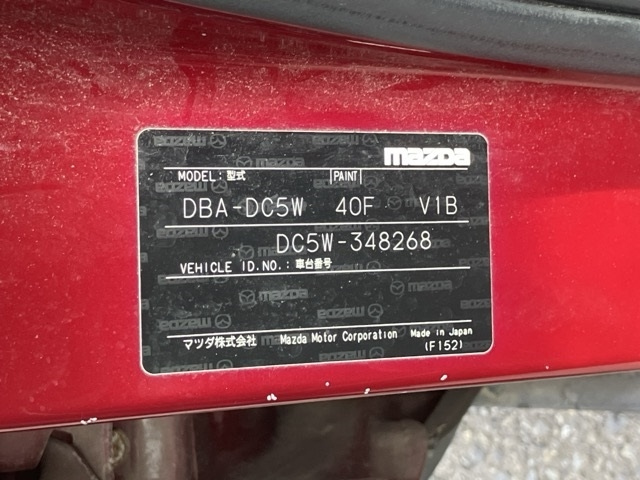 mazda
MODEL:型式 PAINT
DBA-DC5W 40F V1B
DC5W-348268
VEHICLE ID.NO.:車台番号
マツダ株式会社 Mazda Motor Corporation Made in Japan
(F152)